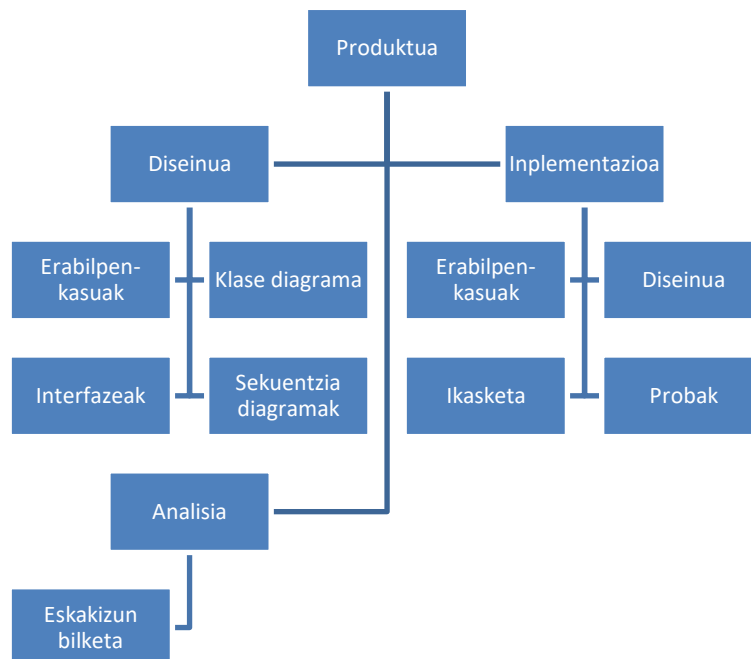 Produktua
Diseinua
Inplementazioa
Erabilpen-
kasuak
Klase diagrama
Erabilpen-
kasuak
Diseinua
Interfazeak
Sekuentzia
diagramak
Ikasketa
Probak
Analisia
Eskakizun
bilketa